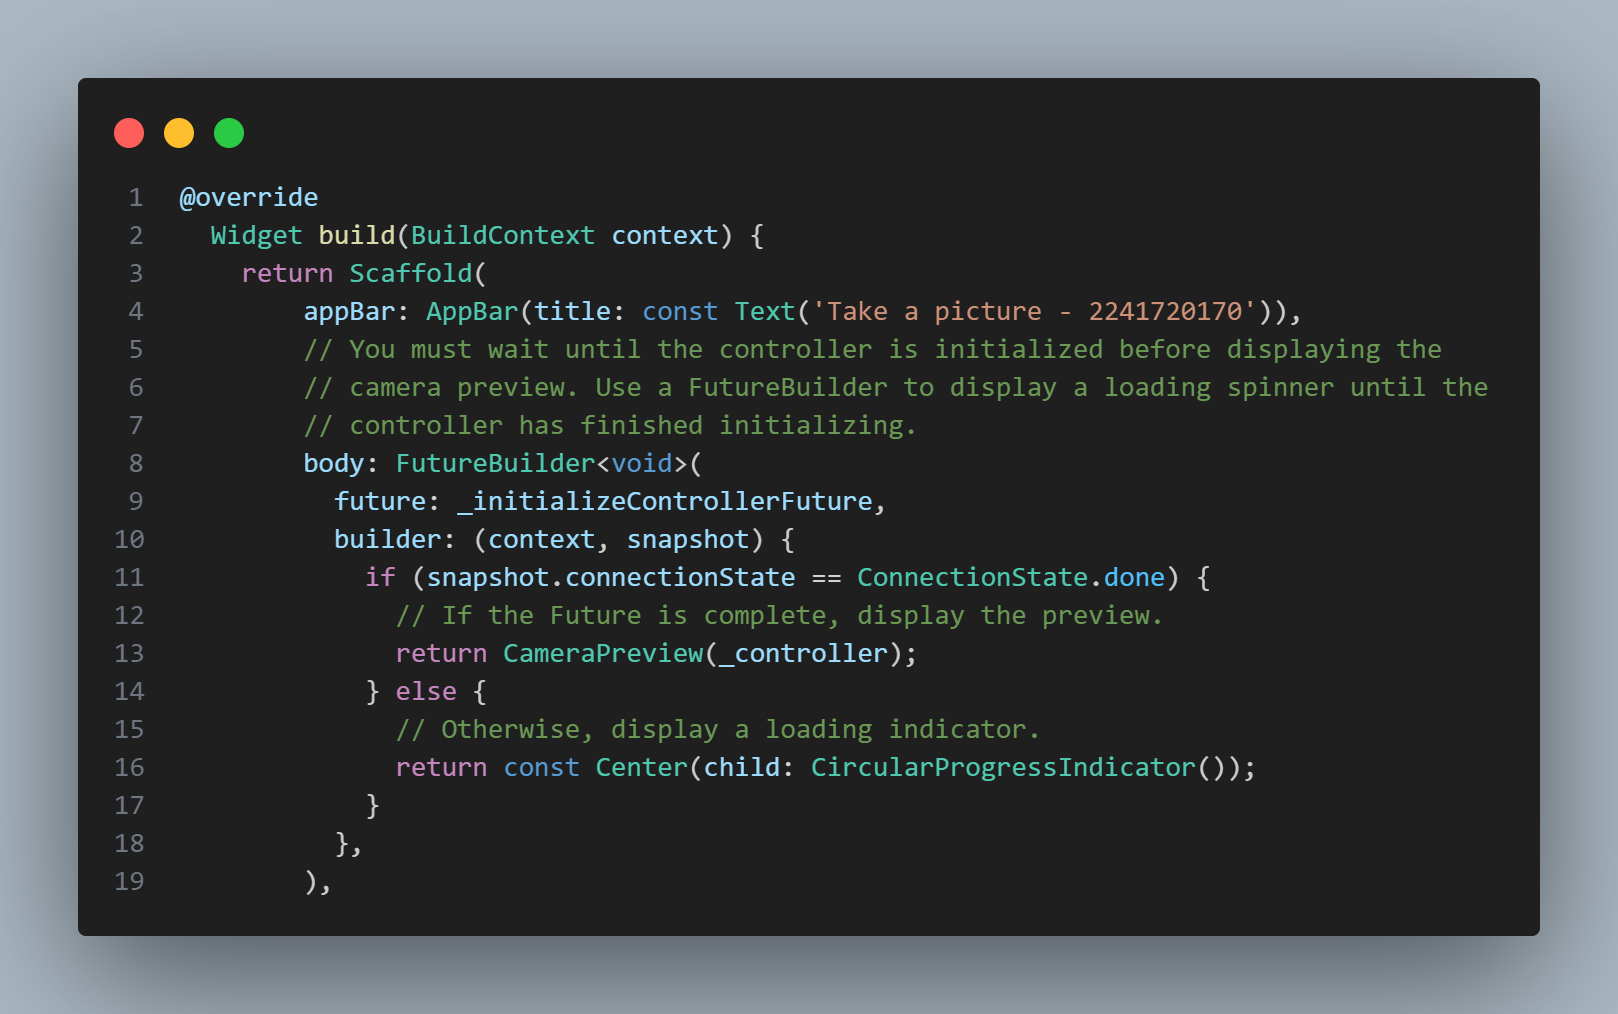 1 @override
2   Widget build(BuildContext context) {
3     return Scaffold(
4         appBar: AppBar(title: const Text('Take a picture - 2241720170')),
5         // You must wait until the controller is initialized before displaying the
6         // camera preview. Use a FutureBuilder to display a loading spinner until the
7         // controller has finished initializing.
8         body: FutureBuilder<void>(
9           future: _initializeControllerFuture,
10           builder: (context, snapshot) {
11             if (snapshot.connectionState == ConnectionState.done) {
12               // If the Future is complete, display the preview.
13               return CameraPreview(_controller);
14             } else {
15               // Otherwise, display a loading indicator.
16               return const Center(child: CircularProgressIndicator());
17             }
18           },
19         ),